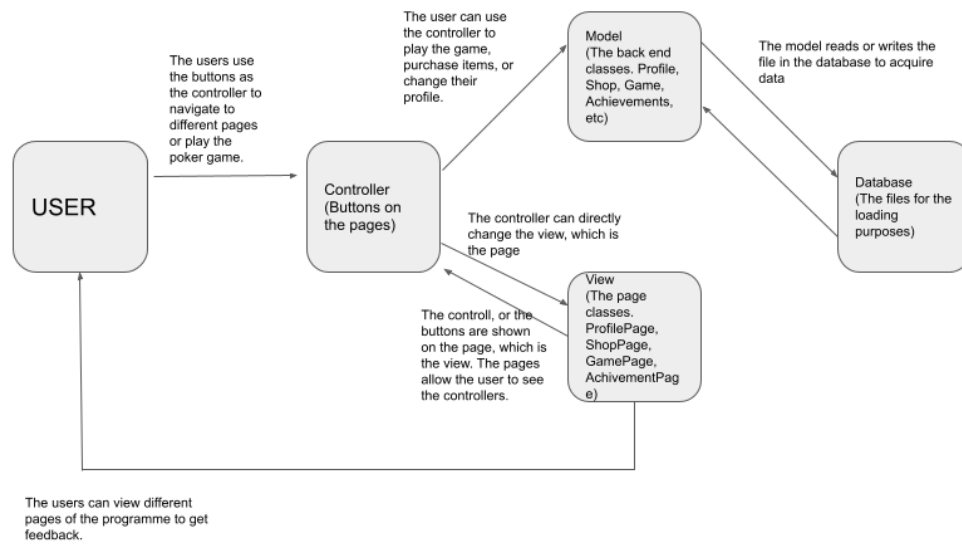 The users use
the buttons as
the controller to
navigate to
different pages
or play the
poker game.
The user can use
the controller to
play the game,
purchase items, or
change their
profile.
Model
(The back end
classes. Profile,
Shop, Game,
Achievements,
etc)
The model reads or writes the
file in the database to acquire
data
USER
Controller
(Buttons on
the pages)
Database
(The files for the
loading
purposes)
The controller can directly
change the view, which is
the page
The controll, or the
buttons are shown
on the page, which is
the view. The pages
allow the user to see
the controllers.
View
(The page
classes.
ProfilePage,
ShopPage,
GamePage,
AchivementPag
e)
The users can view different
pages of the programme to get
feedback.